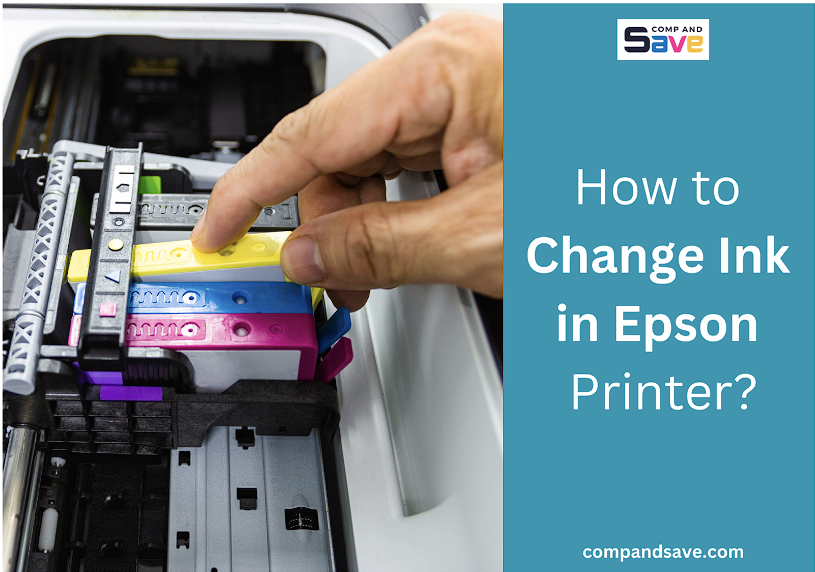 COMP AND
Save
How to
Change Ink
in Epson
Printer?
compandsave.com